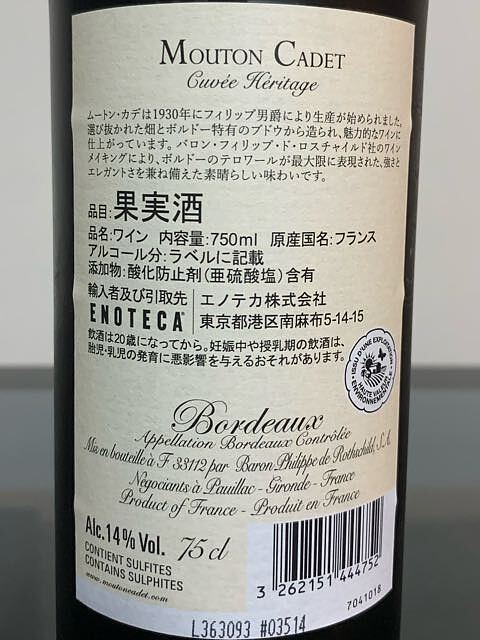 MOUTON CADET
Cuvée Héritage
ムートン・カデは1930年にフィリップ男爵により生産が始められました。
選び抜かれた畑とボルドー特有のブドウから造られ、魅力的なワインに
仕上がっています。バロン・フィリップ・ド・ロスチャイルド社のワイン
メイキングにより、ボルドーのテロワールが最大限に表現された、強さと
エレガントさを兼ね備えた素晴らしい味わいです。
品目:果実酒
品名:ワイン 内容量:750ml 原産国名:フランス
アルコール分:ラベルに記載
添加物:酸化防止剤(亜硫酸塩)含有
輸入者及び引取先 エノテカ株式会社
ENOTECA 東京都港区南麻布5-14-15
飲酒は20歳になってから。妊娠中や授乳期の飲酒は、
胎児・乳児の発育に悪影響を与えるおそれがあります。
ISSU D'UNE EXPLOITATION
HAUTE VALEUR
ENVIRONNEMENTALE
Bordeaux
Appellation Bordeaux Contrôlée
Mis en bouteille à F 33112 par Baron Philippe de Rothschild, S.A.
Négociants à Pauillac - Gironde - France
Product of France - Produit en France
Alc.14% Vol. 75 cl
CONTIENT SULFITES
CONTAINS SULPHITES
www.moutoncadet.com
3 262151 444752
7041018
L363093 #03514